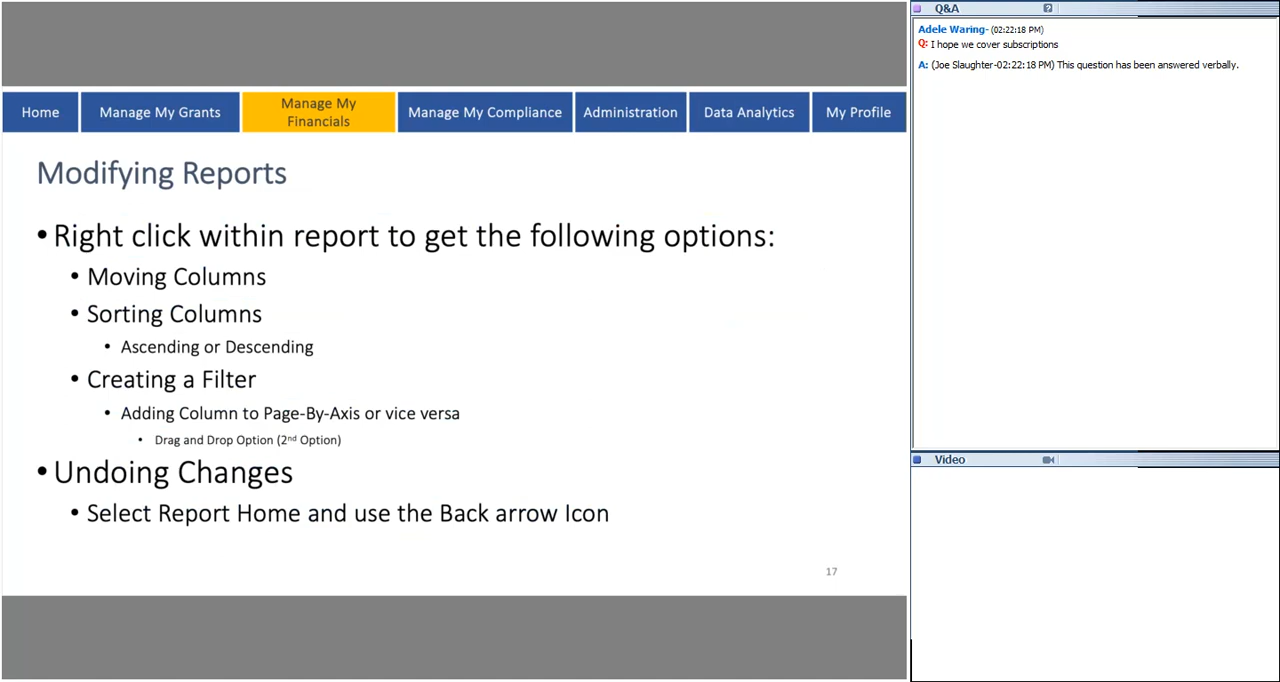 Home
Manage My Grants
Manage My
Financials
Manage My Compliance
Administration
Data Analytics
My Profile
Modifying Reports
• Right click within report to get the following options:
• Moving Columns
• Sorting Columns
• Ascending or Descending
• Creating a Filter
• Adding Column to Page-By-Axis or vice versa
• Drag and Drop Option (2nd Option)
• Undoing Changes
• Select Report Home and use the Back arrow Icon
17
Q&A
Adele Waring- (02:22:18 PM)
Q: I hope we cover subscriptions
A: (Joe Slaughter-02:22:18 PM) This question has been answered verbally.
Video